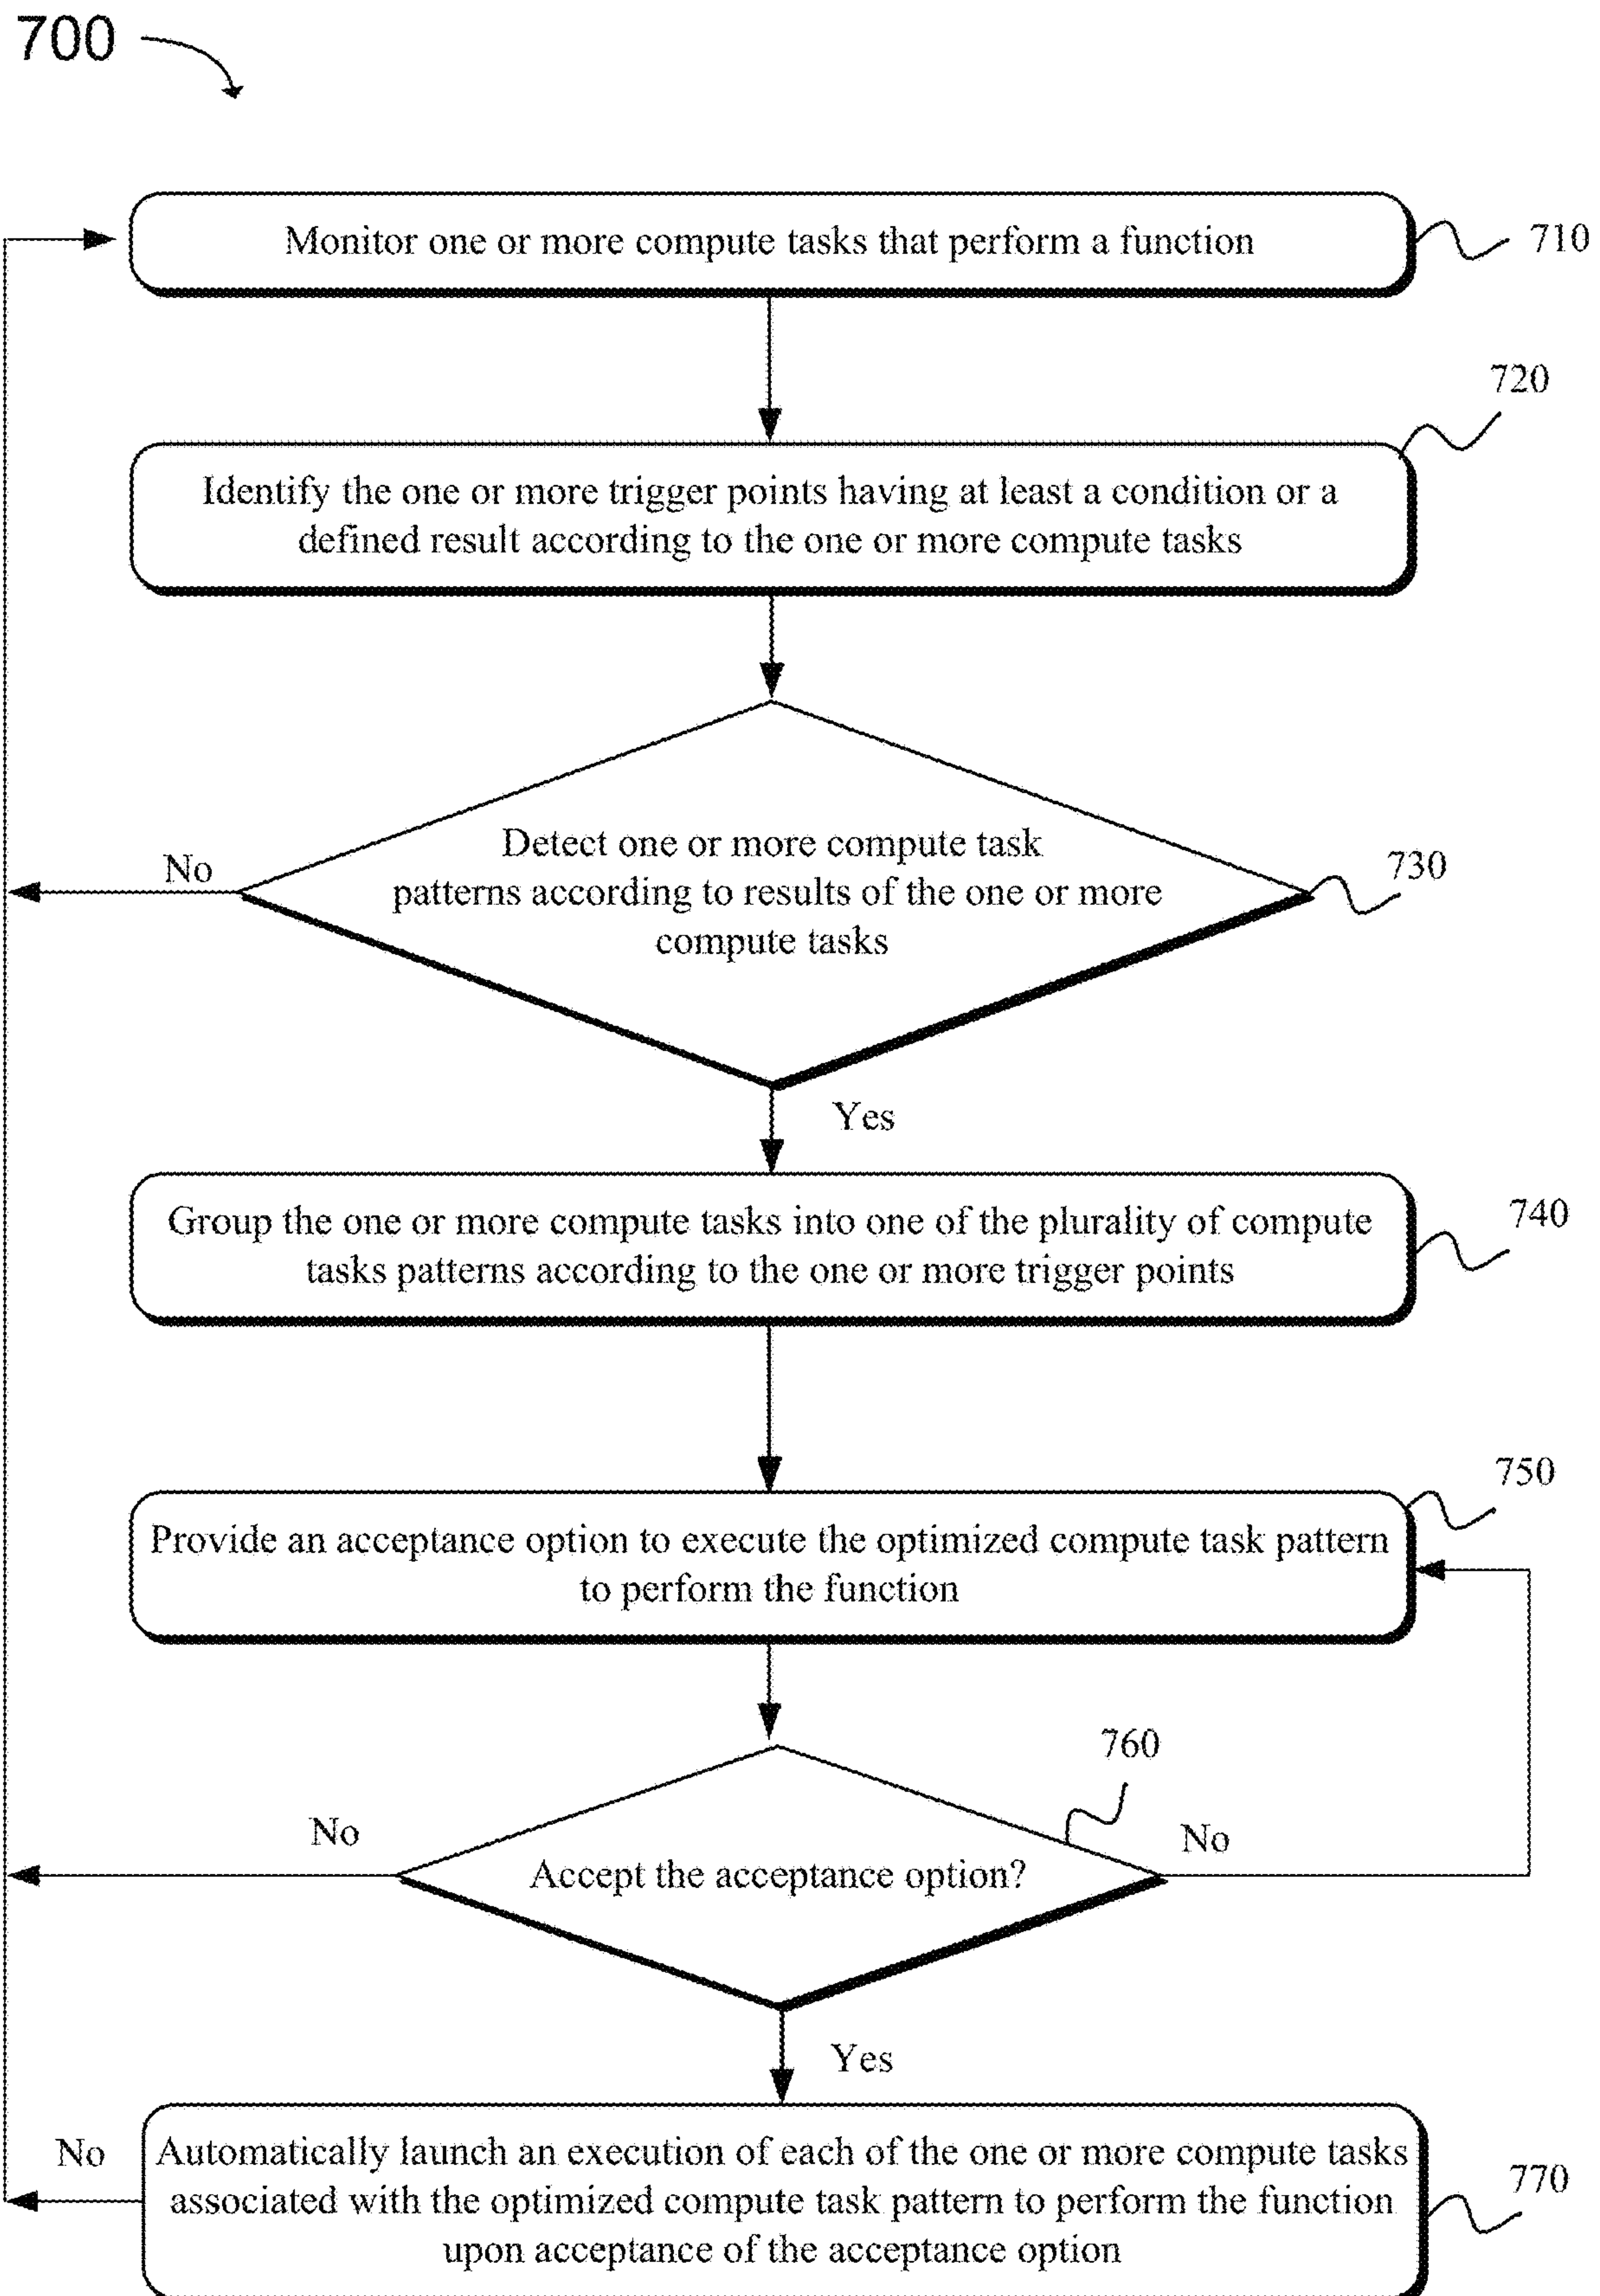 700
Monitor one or more compute tasks that perform a function
710
720
Identify the one or more trigger points having at least a condition or a
defined result according to the one or more compute tasks
No
Detect one or more compute task
patterns according to results of the one or more
compute tasks
730
Yes
Group the one or more compute tasks into one of the plurality of compute
tasks patterns according to the one or more trigger points
740
750
Provide an acceptance option to execute the optimized compute task pattern
to perform the function
760
No
No
Accept the acceptance option?
Yes
No
Automatically launch an execution of each of the one or more compute tasks
associated with the optimized compute task pattern to perform the function
upon acceptance of the acceptance option
770